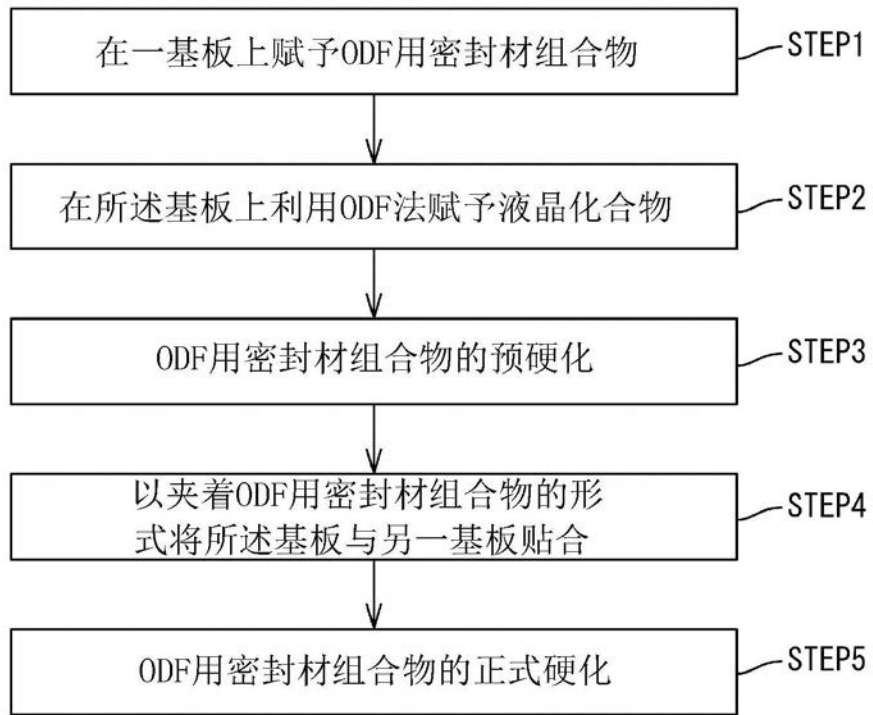 在一基板上赋予ODF用密封材组合物
STEP1
在所述基板上利用ODF法赋予液晶化合物
STEP2
ODF用密封材组合物的预硬化
STEP3
以夹着ODF用密封材组合物的形
式将所述基板与另一基板贴合
STEP4
ODF用密封材组合物的正式硬化
STEP5